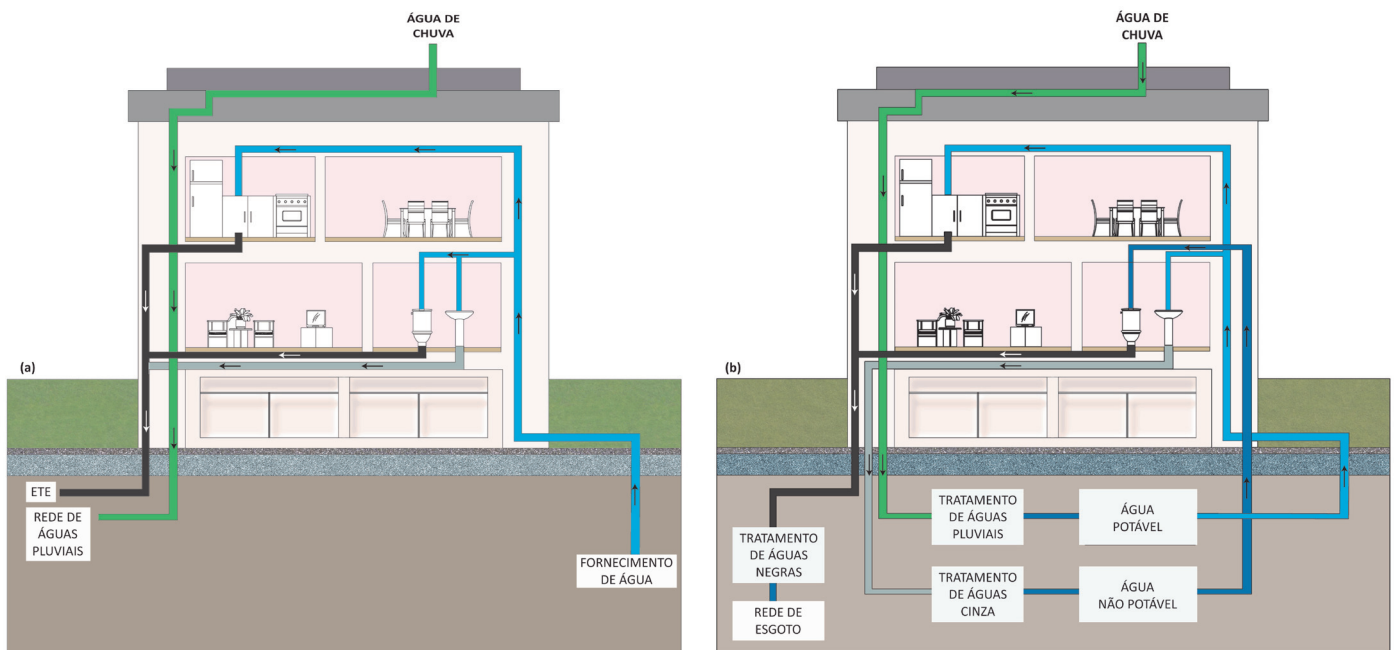 ÁGUA DE
CHUVA
(a)
ETE
REDE DE
ÁGUAS
PLUVIAIS
FORNECIMENTO
DE ÁGUA
ÁGUA DE
CHUVA
(b)
TRATAMENTO
DE ÁGUAS
NEGRAS
REDE DE
ESGOTO
TRATAMENTO
DE ÁGUAS
PLUVIAIS
ÁGUA
POTÁVEL
TRATAMENTO
DE ÁGUAS
CINZA
ÁGUA
NÃO POTÁVEL